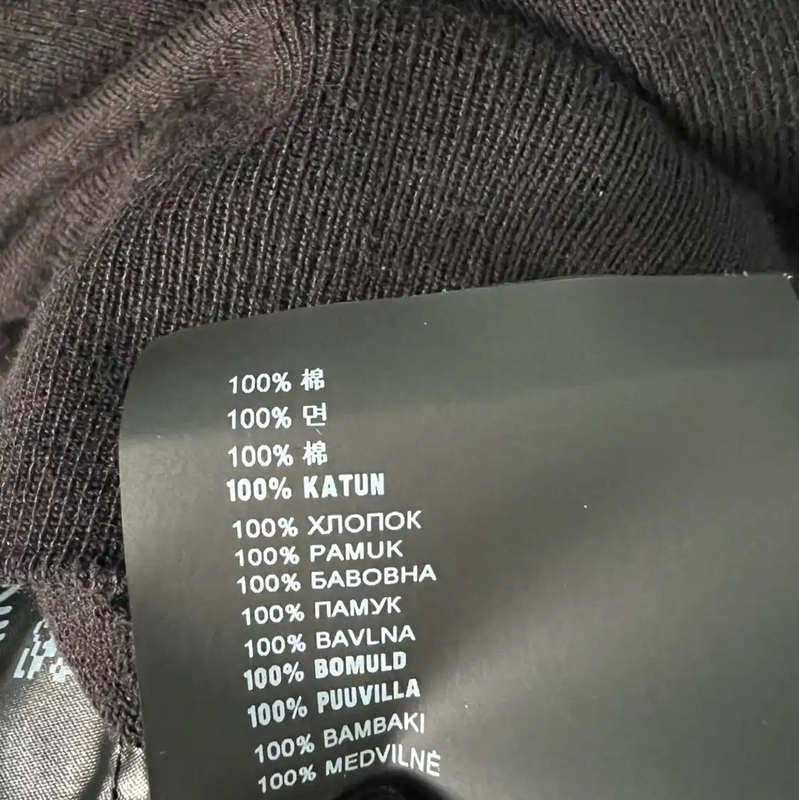 100% 棉
100% 면
100% 棉
100% KATUN
100% ХЛОПОК
100% PAMUK
100% БАВОВНА
100% ПАМУК
100% BAVLNA
100% BOMULD
100% PUUVILLA
100% BAMBAKI
100% MEDVILNĖ